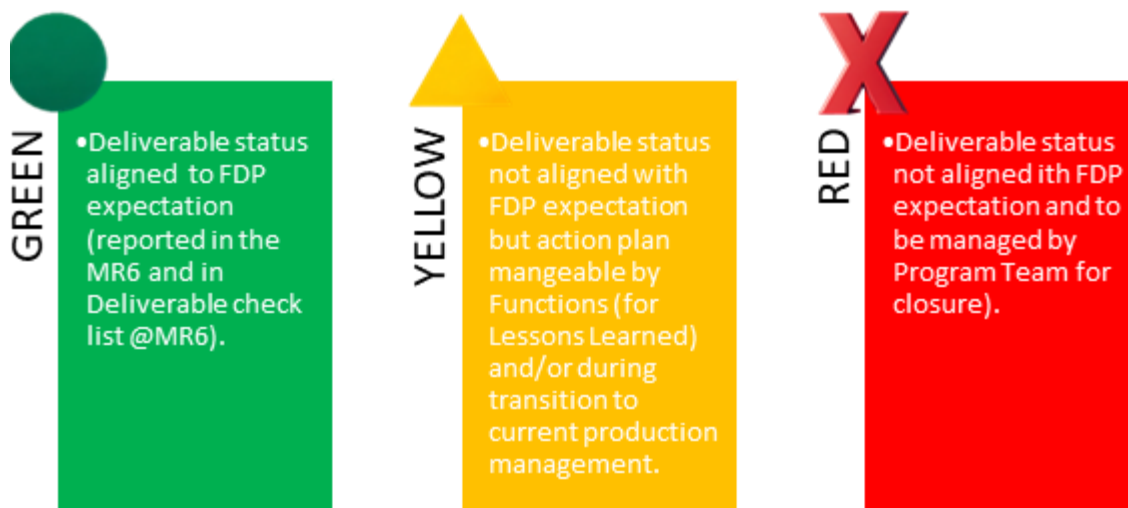 GREEN
•Deliverable status
aligned to FDP
expectation
(reported in the
MR6 and in
Deliverable check
list @MR6).
YELLOW
•Deliverable status
not aligned with
FDP expectation
but action plan
mangeable by
Functions (for
Lessons Learned)
and/or during
transition to
current production
management.
RED
•Deliverable status
not aligned ith FDP
expectation and to
be managed by
Program Team for
closure).